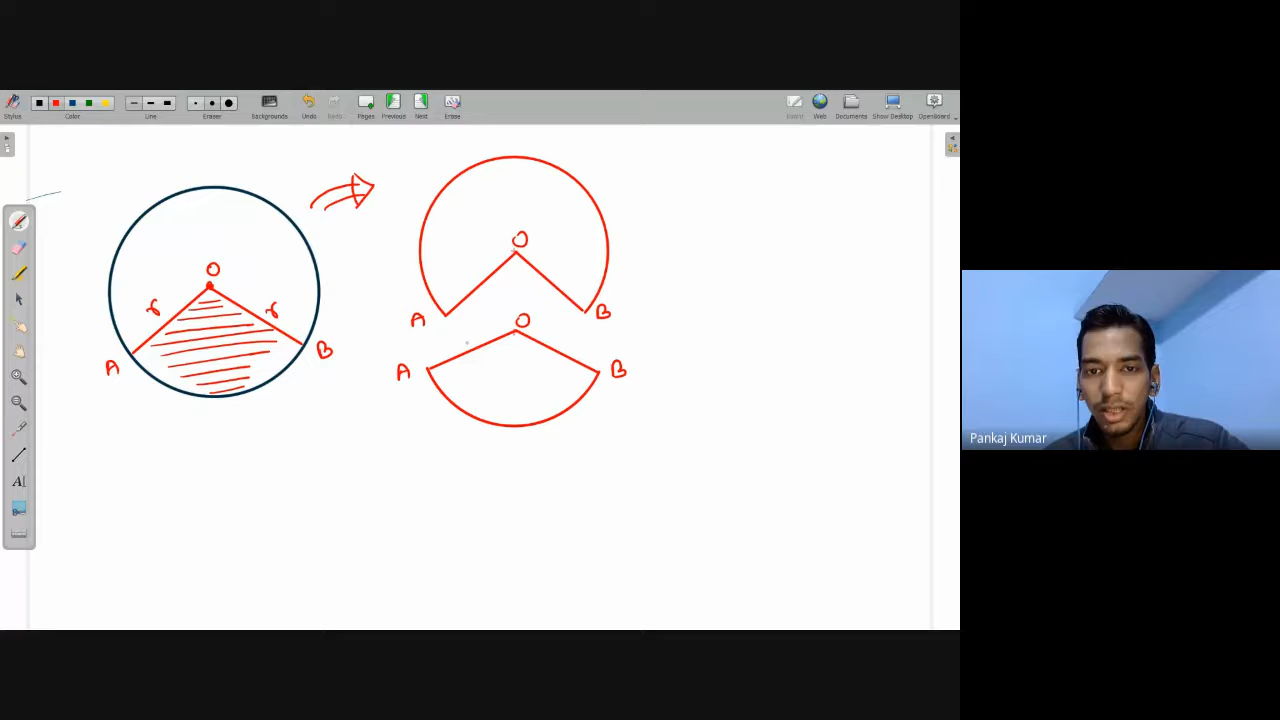 Stylus
Color
Line
Eraser
Backgrounds
Undo
Redo
Pages
Previous
Next
Erase
Board
Web
Documents
Show Desktop
OpenBoard
O
r
r
A
B
O
A
B
O
A
B
A
Pankaj Kumar